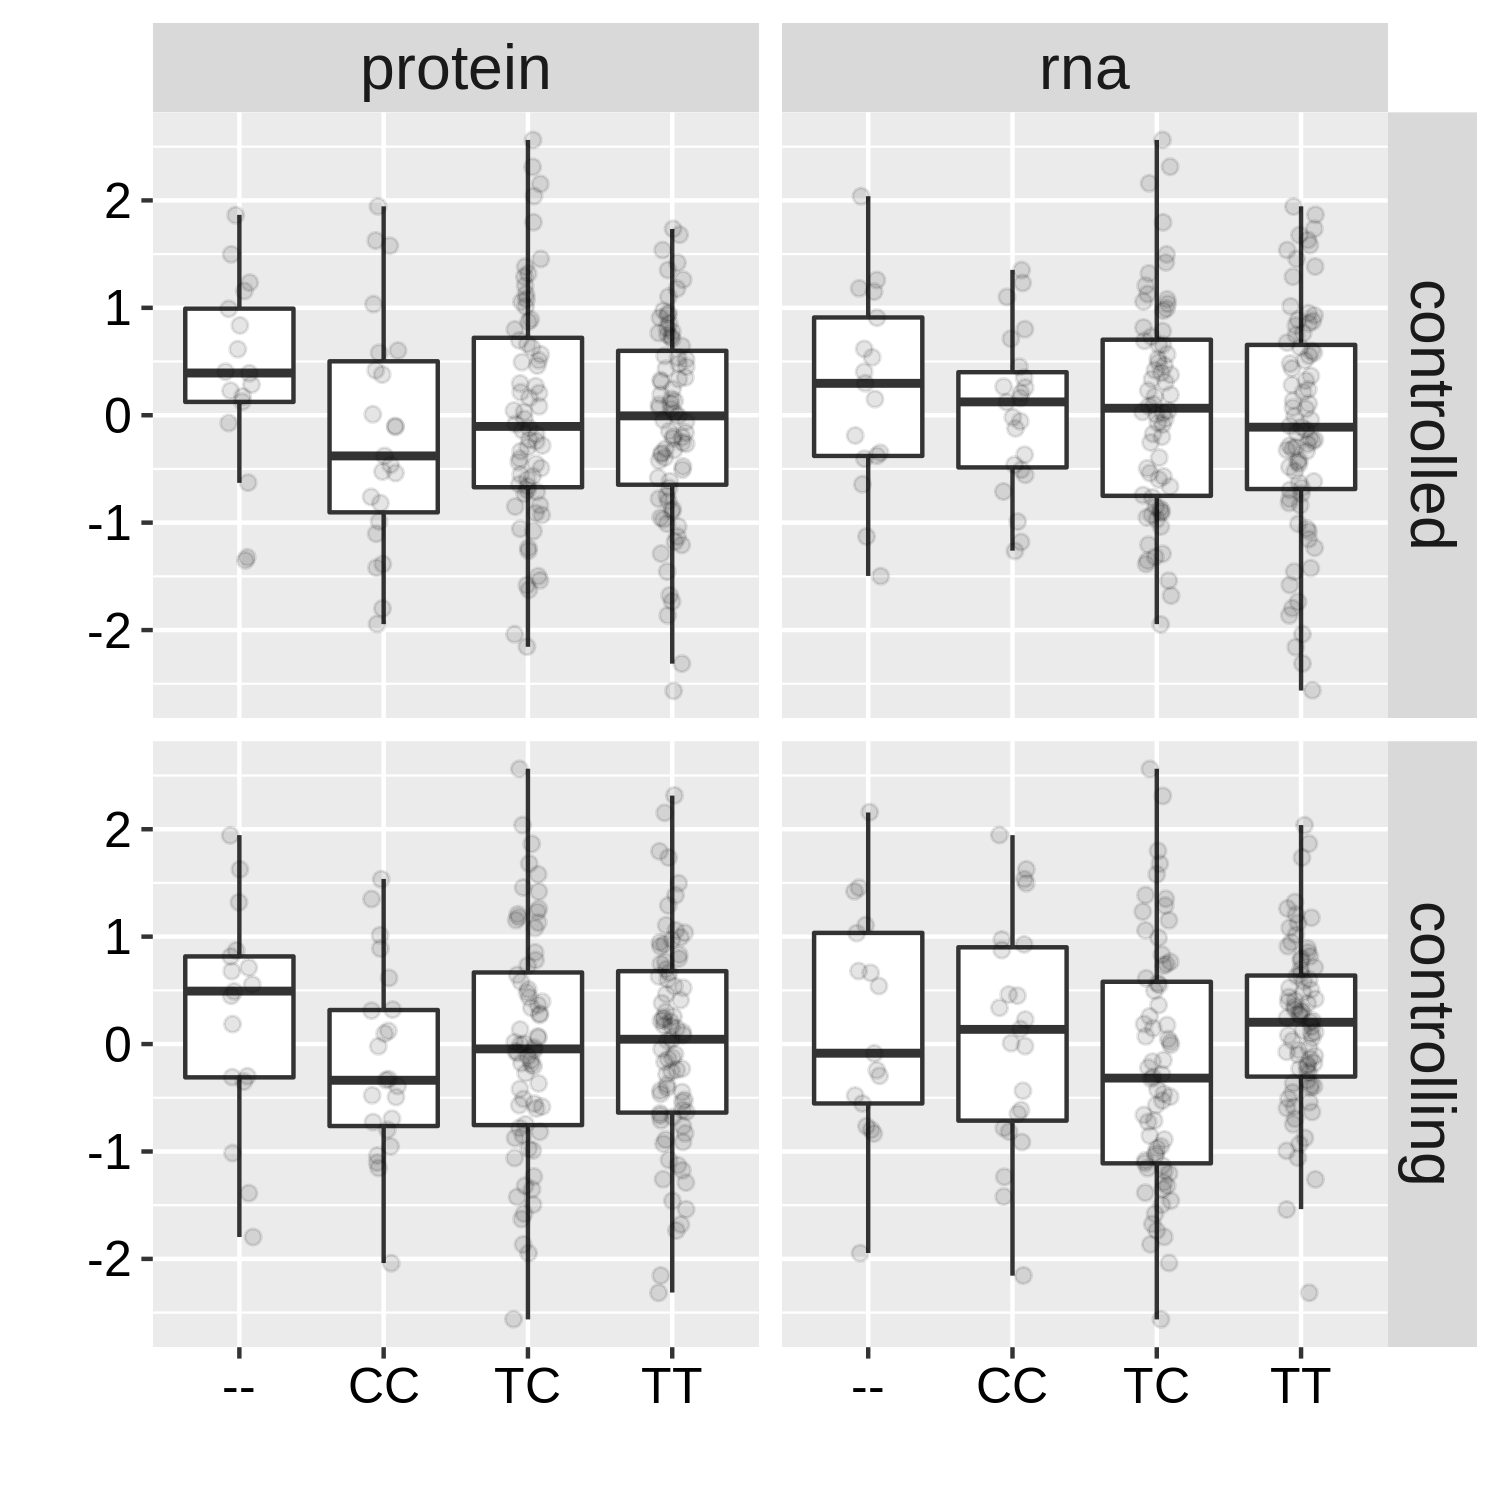 protein rna
2
1
0
-1
-2
controlled
2
1
0
-1
-2
controlling
-- CC TC TT -- CC TC TT